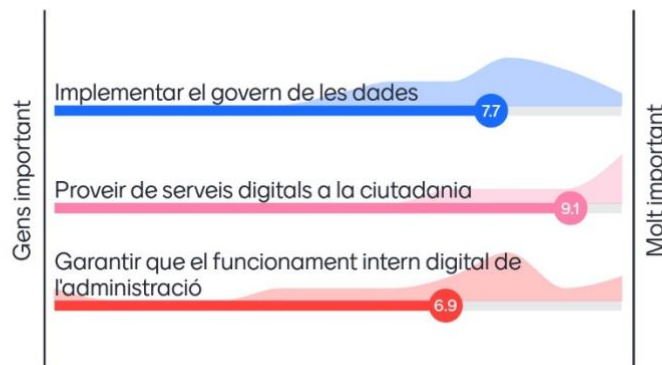 Gens important
Implementar el govern de les dades
7.7
Proveir de serveis digitals a la ciutadania
9.1
Garantir que el funcionament intern digital de
l'administració
6.9
Molt important